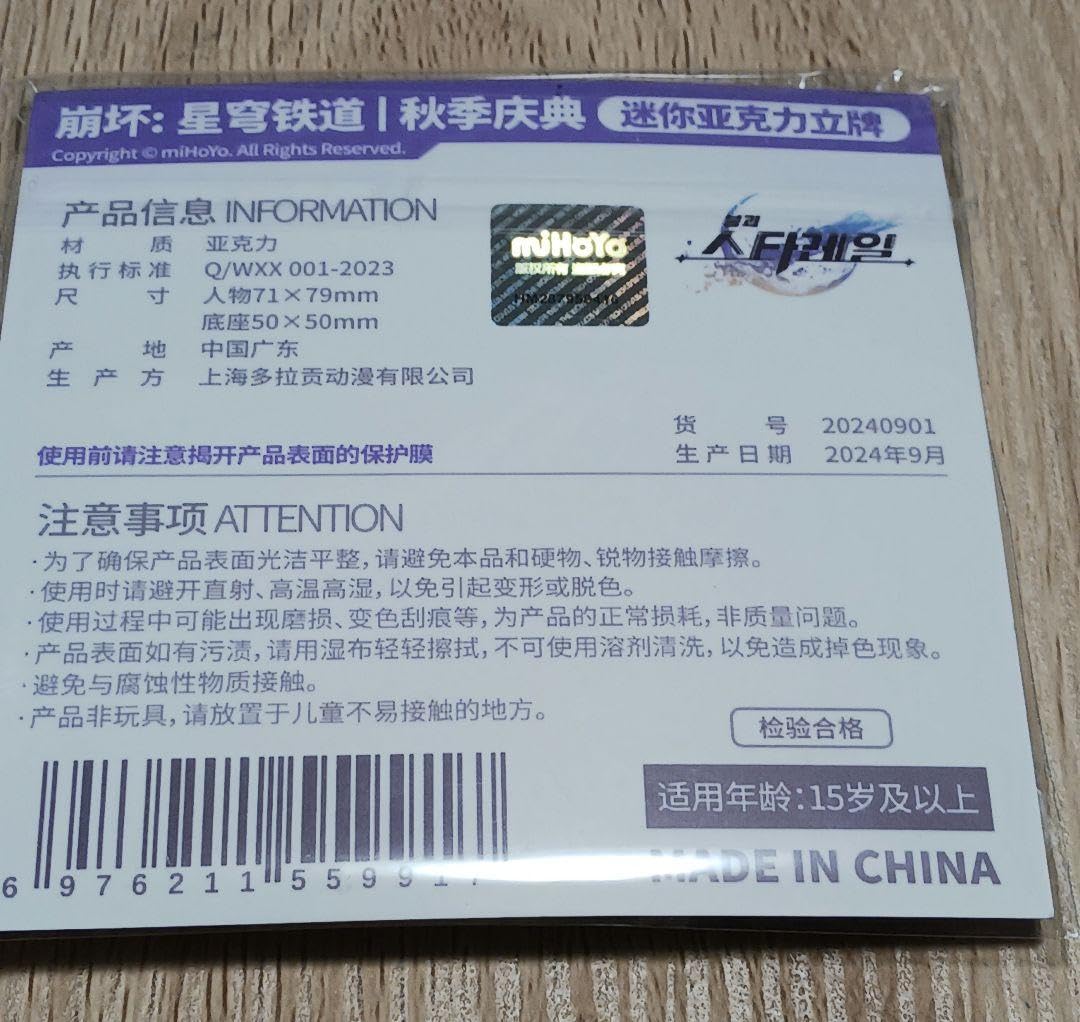 崩坏:星穹铁道|秋季庆典 迷你亚克力立牌
Copyright © miHoYo. All Rights Reserved.
产品信息 INFORMATION
材质 亚克力
执行标准 Q/WXX 001-2023
尺寸 人物71×79mm
底座50×50mm
产地 中国广东
生产方 上海多拉贡动漫有限公司
miHoYo
版权所有
붕괴
스타레일
货号 20240901
生产日期 2024年9月
使用前请注意揭开产品表面的保护膜
注意事项 ATTENTION
·为了确保产品表面光洁平整,请避免本品和硬物、锐物接触摩擦。
·使用时请避开直射、高温高湿,以免引起变形或脱色。
·使用过程中可能出现磨损、变色刮痕等,为产品的正常损耗,非质量问题。
·产品表面如有污渍,请用湿布轻轻擦拭,不可使用溶剂清洗,以免造成掉色现象。
·避免与腐蚀性物质接触。
·产品非玩具,请放置于儿童不易接触的地方。
检验合格
适用年龄:15岁及以上
MADE IN CHINA
6 976211 559917